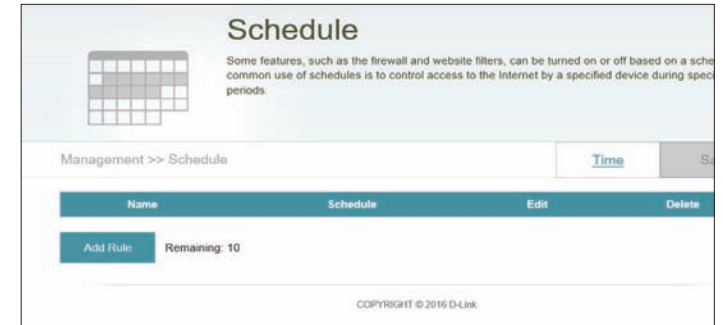 Schedule
Some features, such as the firewall and website filters, can be turned on or off based on a
common use of schedules is to control access to the Internet by a specified device during
periods.
Management >> Schedule
Time
Name Schedule Edit Delete
Add Rule Remaining: 10
COPYRIGHT © 2016 D-Link